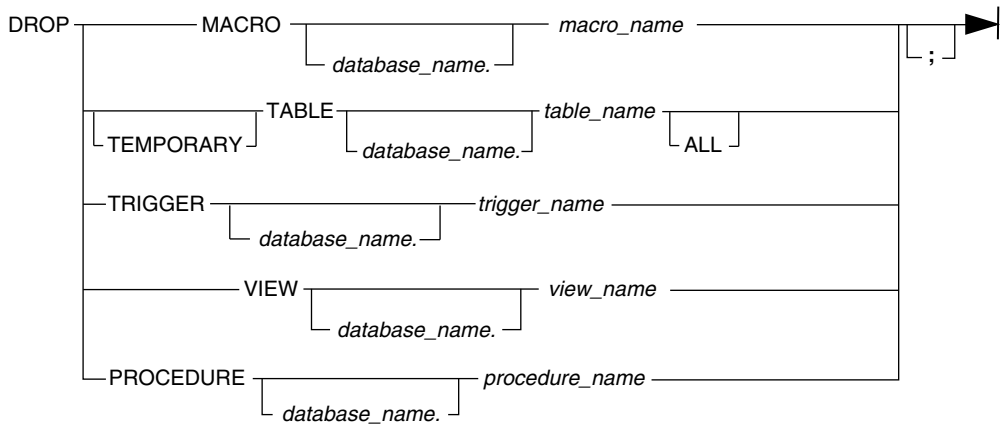 DROP MACRO macro_name
database_name. ;
TABLE table_name
TEMPORARY database_name. ALL
TRIGGER trigger_name
database_name.
VIEW view_name
database_name.
PROCEDURE procedure_name
database_name.